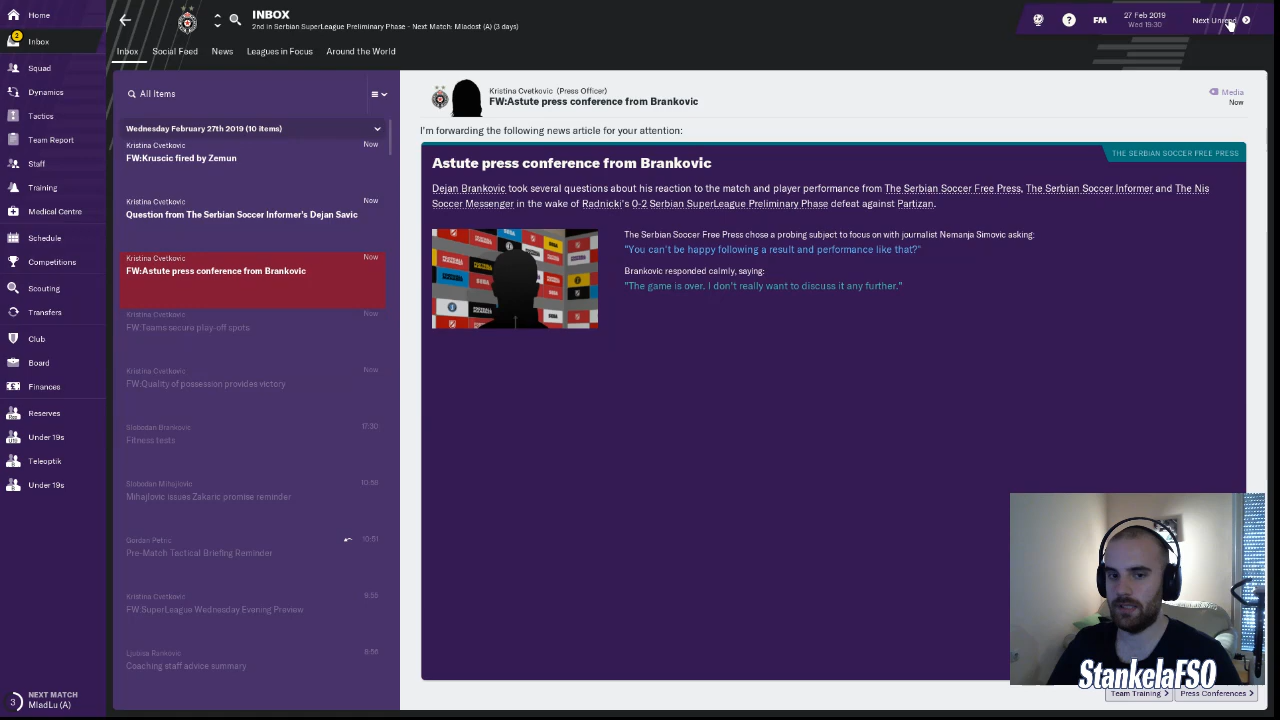 Home
2
Inbox
Squad
Dynamics
Tactics
Team Report
Staff
Training
Medical Centre
Schedule
Competitions
Scouting
Transfers
Club
Board
Finances
Reserves
Under 19s
Teleoptik
Under 19s
3
NEXT MATCH
MladLu (A)
INBOX
2nd in Serbian SuperLeague Preliminary Phase - Next Match: Mladost (A) (3 days)
FM
27 Feb 2019
Wed 19:30
Next Unread
Inbox
Social Feed
News
Leagues in Focus
Around the World
All Items
Wednesday February 27th 2019 (10 items)
Kristina Cvetkovic Now
FW:Kruscic fired by Zemun
Kristina Cvetkovic Now
Question from The Serbian Soccer Informer's Dejan Savic
Kristina Cvetkovic Now
FW:Astute press conference from Brankovic
Kristina Cvetkovic Now
FW:Teams secure play-off spots
Kristina Cvetkovic Now
FW:Quality of possession provides victory
Slobodan Brankovic 17:30
Fitness tests
Slobodan Mihajlovic 10:58
Mihajlovic issues Zakaric promise reminder
Gordan Petric 10:51
Pre-Match Tactical Briefing Reminder
Kristina Cvetkovic 9:55
FW:SuperLeague Wednesday Evening Preview
Ljubisa Rankovic
Coaching staff advice summary
Kristina Cvetkovic (Press Officer)
FW:Astute press conference from Brankovic
Media
Now
I'm forwarding the following news article for your attention:
Astute press conference from Brankovic
THE SERBIAN SOCCER FREE PRESS
Dejan Brankovic took several questions about his reaction to the match and player performance from The Serbian Soccer Free Press, The Serbian Soccer Informer and The Nis
Soccer Messenger in the wake of Radnicki's 0-2 Serbian SuperLeague Preliminary Phase defeat against Partizan.
The Serbian Soccer Free Press chose a probing subject to focus on with journalist Nemanja Simovic asking:
"You can't be happy following a result and performance like that?"
Brankovic responded calmly, saying:
"The game is over. I don't really want to discuss it any further."
StankelaFSO
Team Training
Press Conferences